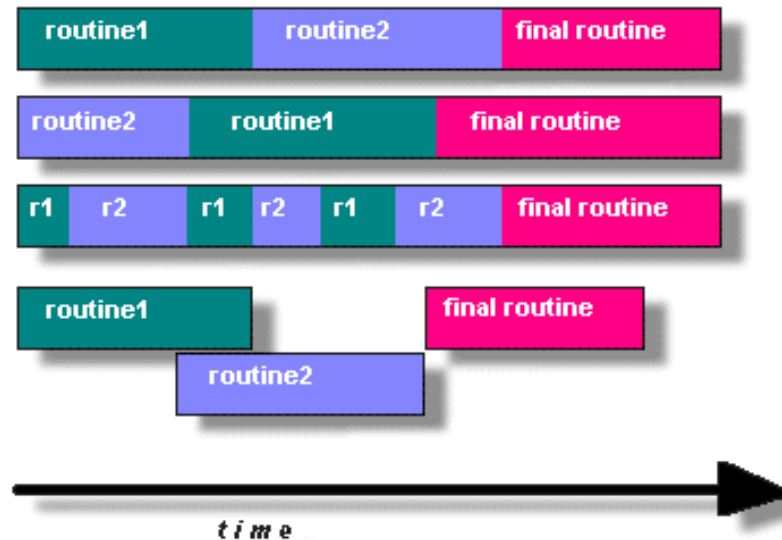 routine1 routine2 final routine
routine2 routine1 final routine
r1 r2 r1 r2 r1 r2 final routine
routine1 final routine
routine2
time